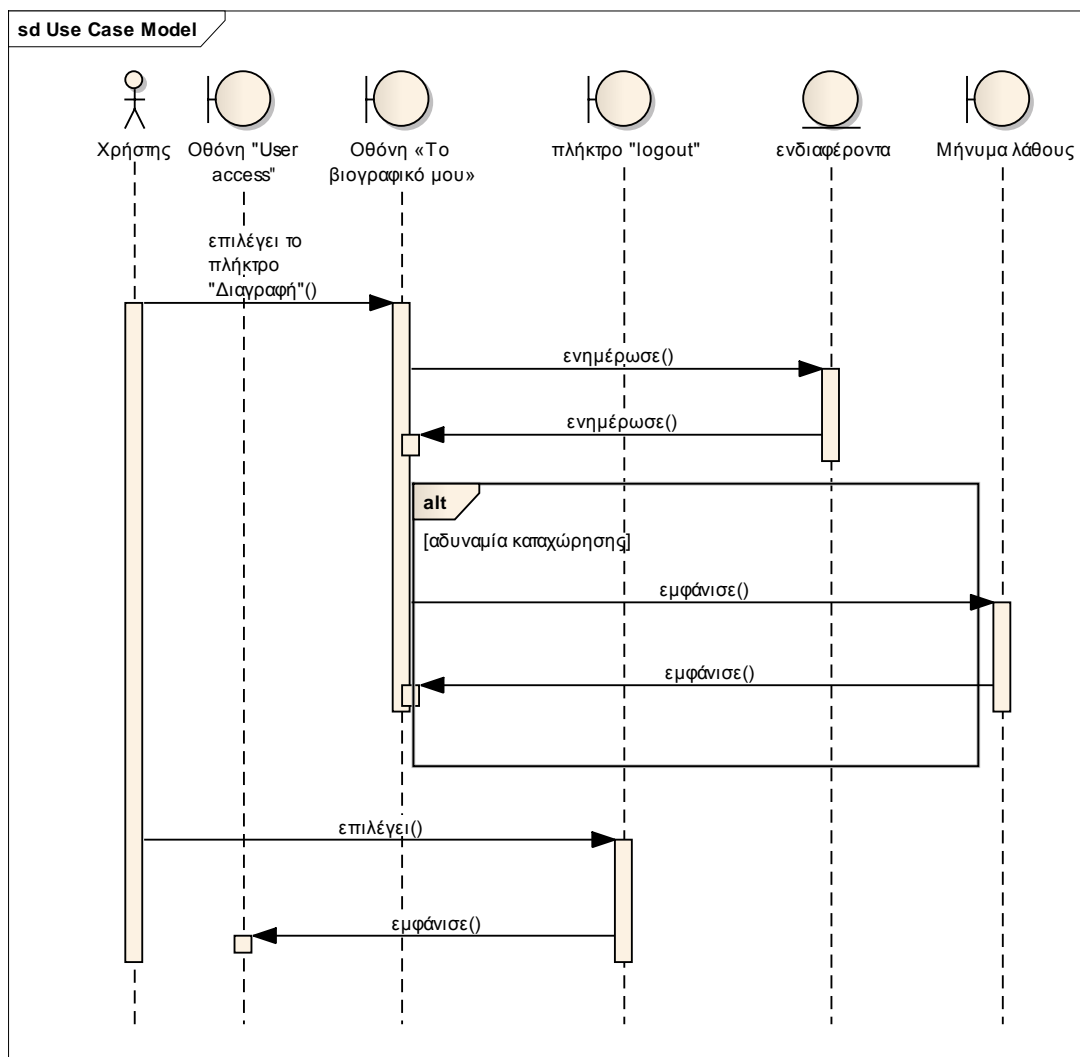 sd Use Case Model
Χρήστης
Οθόνη "User
access"
Οθόνη «Το
βιογραφικό μου»
πλήκτρο "logout"
ενδιαφέροντα
Μήνυμα λάθους
επιλέγει το
πλήκτρο
"Διαγραφή"()
ενημέρωσε()
ενημέρωσε()
alt
[αδυναμία καταχώρησης]
εμφάνισε()
εμφάνισε()
επιλέγει()
εμφάνισε()